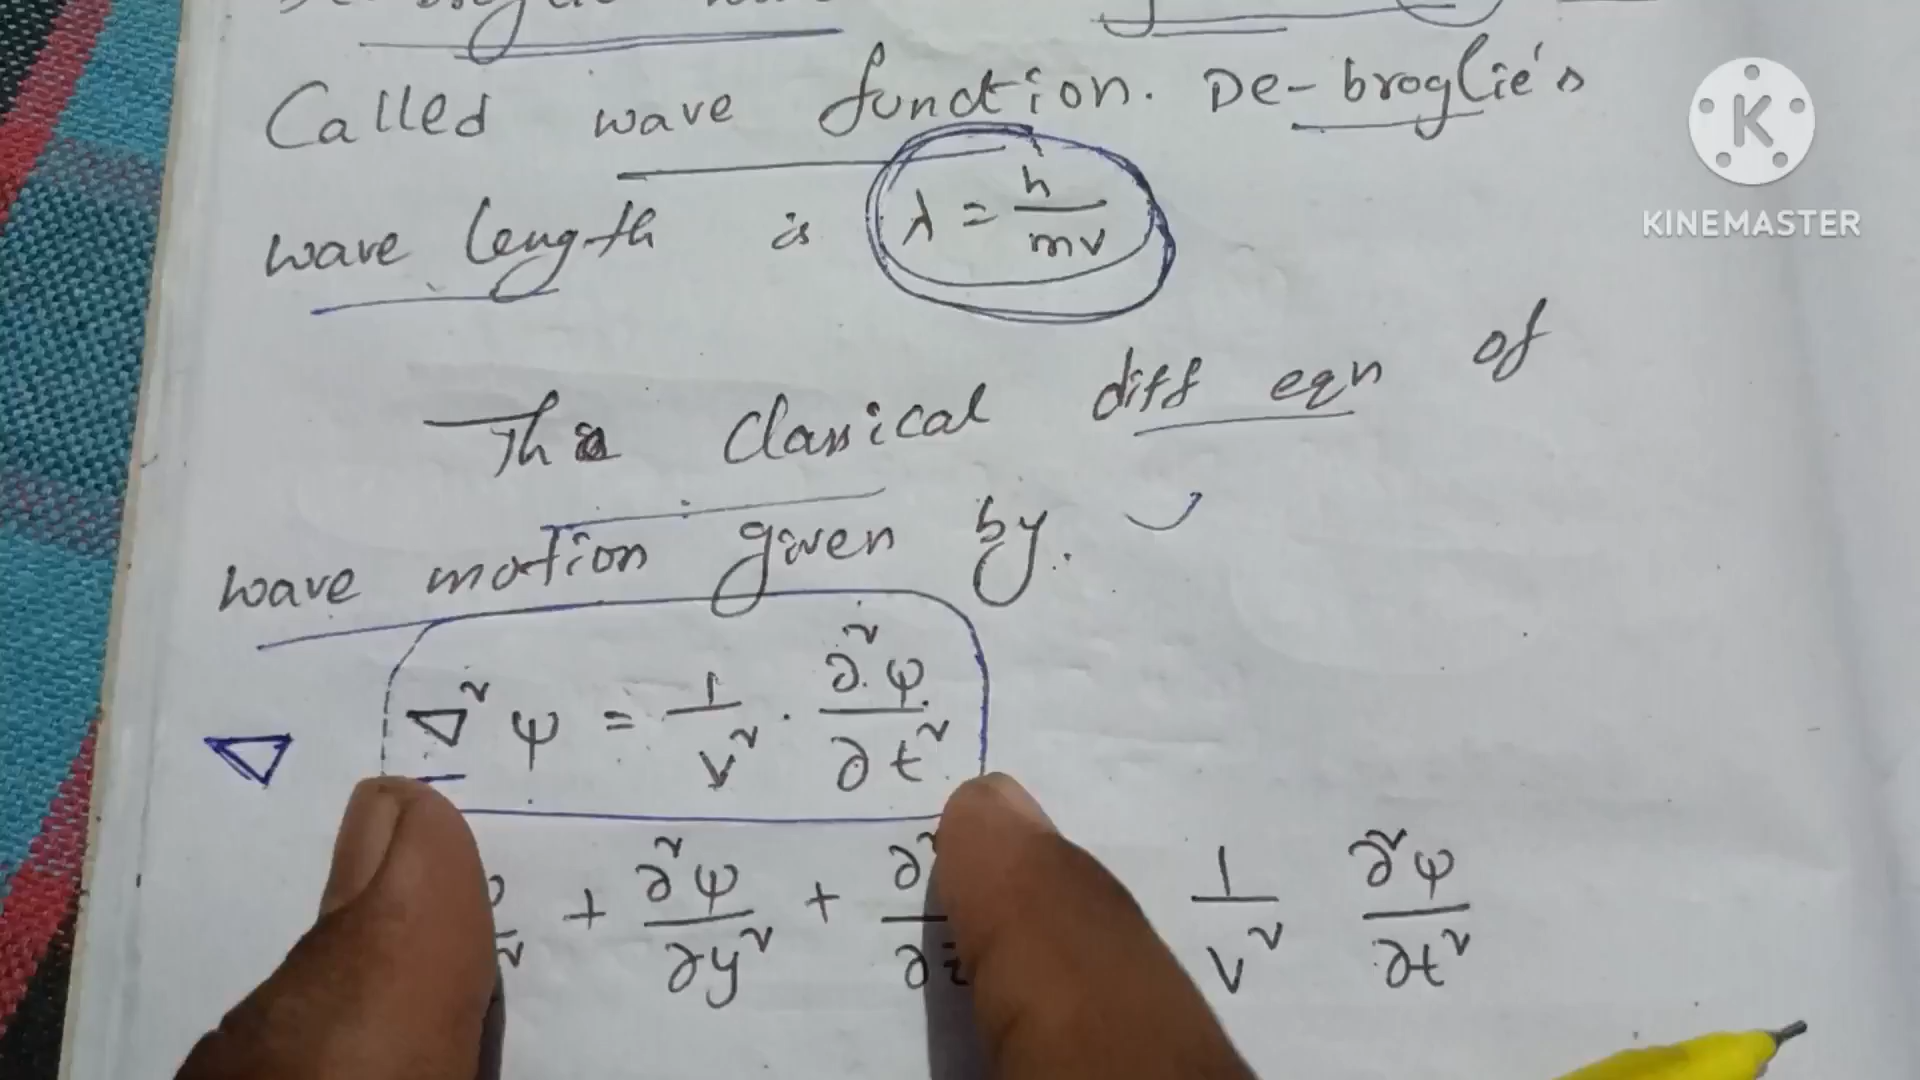 Called wave function. De-broglie's
wave length is λ = h/mv
The Classical diff eqn of
wave motion given by.
∇² ψ = 1/v² · ∂²ψ/∂t²
∇
+ ∂²ψ/∂y² + 1/v² ∂²ψ/∂t²
K
KINEMASTER